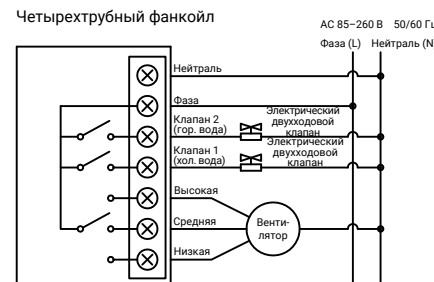 Четырехтрубный фанкойл
AC 85–260 В 50/60 Гц
Фаза (L) Нейтраль (N
Нейтраль
Фаза
Клапан 2
(гор. вода)
Электрический
двухходовой
клапан
Клапан 1
(хол. вода)
Электрический
двухходовой
клапан
Высокая
Средняя
Низкая
Венти-
лятор